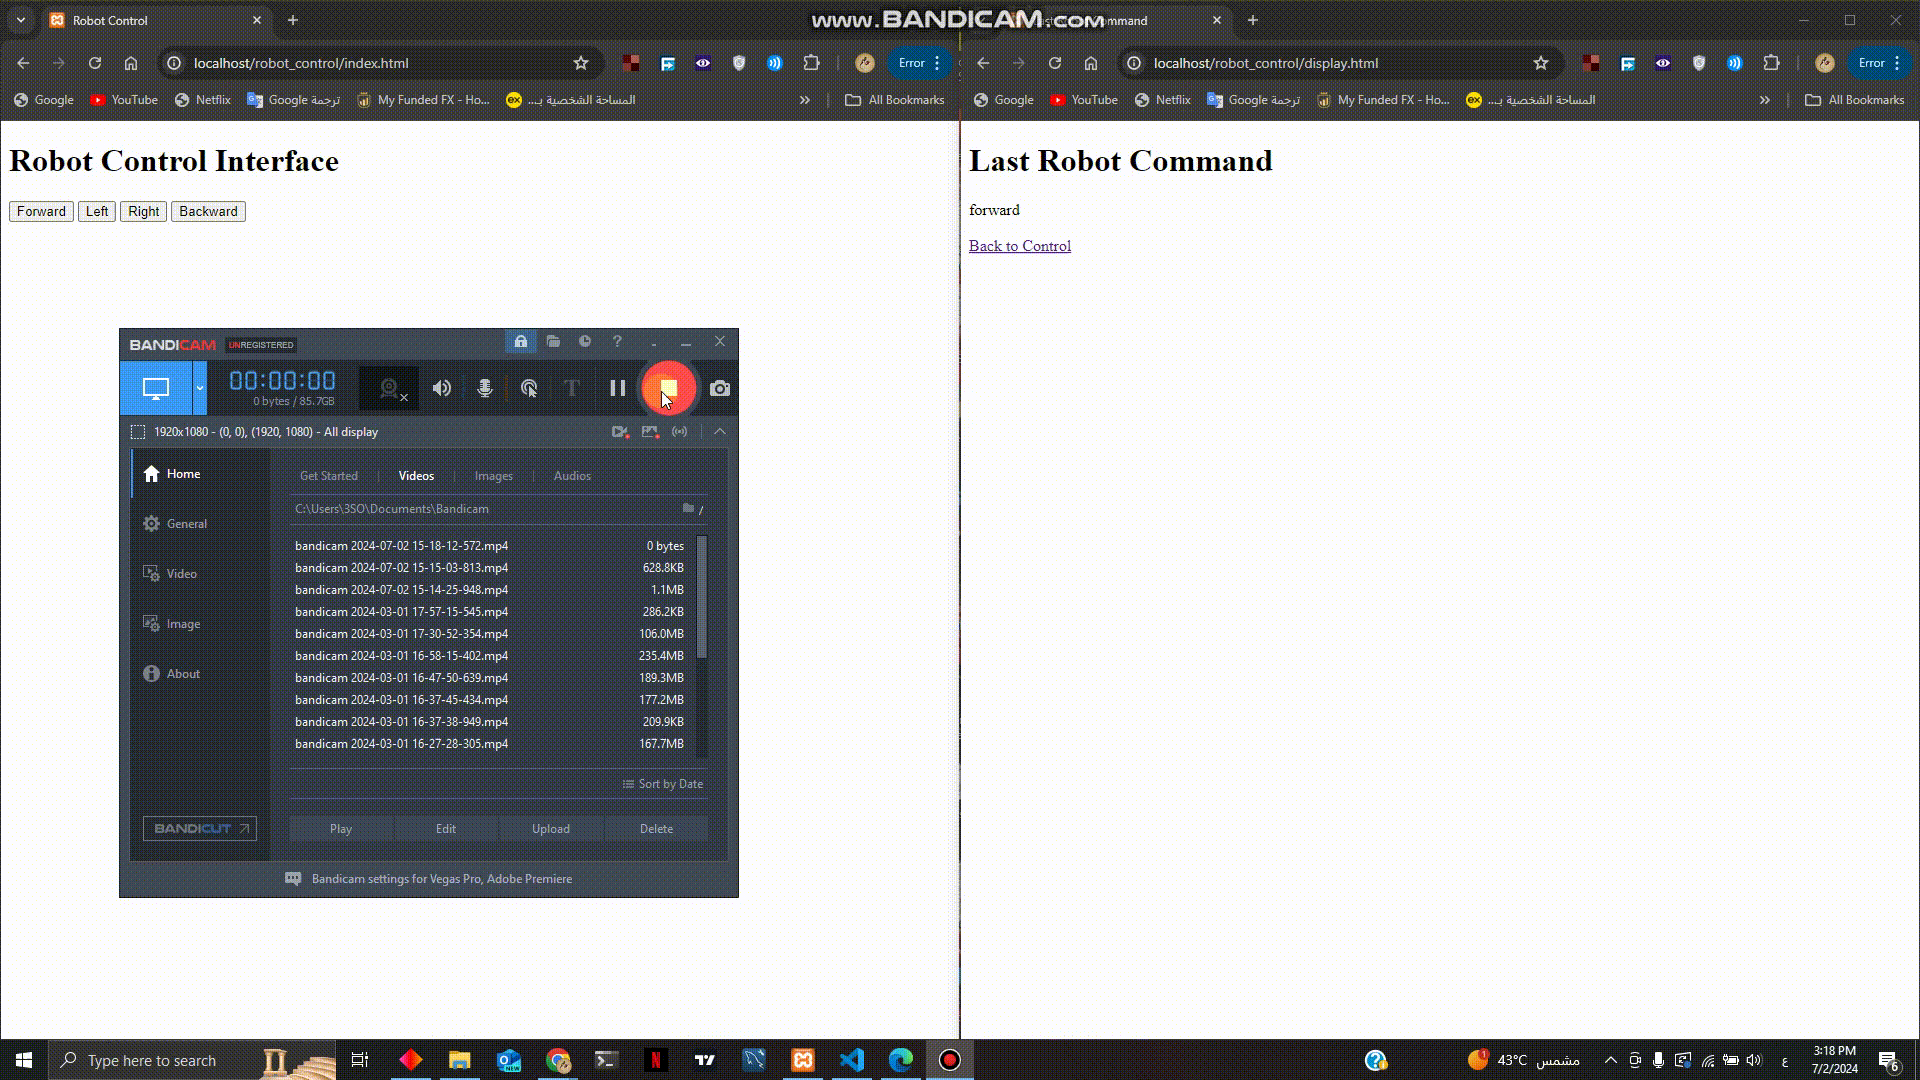 Robot Control
www.BANDICAM.com
localhost/robot_control/index.html
Error
localhost/robot_control/display.html
Error
Google
YouTube
Netflix
ترجمة Google
My Funded FX - Ho...
المساحة الشخصية بـ...
All Bookmarks
Google
YouTube
Netflix
ترجمة Google
My Funded FX - Ho...
المساحة الشخصية بـ...
All Bookmarks
Robot Control Interface
Forward
Left
Right
Backward
Last Robot Command
forward
Back to Control
BANDICAM
UNREGISTERED
00:00:00
0 bytes / 85.7GB
1920x1080 - (0, 0), (1920, 1080) - All display
Home
General
Video
Image
About
BANDICUT
Get Started
Videos
Images
Audios
C:\Users\3SO\Documents\Bandicam
bandicam 2024-07-02 15-18-12-572.mp4 0 bytes
bandicam 2024-07-02 15-15-03-813.mp4 628.8KB
bandicam 2024-07-02 15-14-25-948.mp4 1.1MB
bandicam 2024-03-01 17-57-15-545.mp4 286.2KB
bandicam 2024-03-01 17-30-52-354.mp4 106.0MB
bandicam 2024-03-01 16-58-15-402.mp4 235.4MB
bandicam 2024-03-01 16-47-50-639.mp4 189.3MB
bandicam 2024-03-01 16-37-45-434.mp4 177.2MB
bandicam 2024-03-01 16-37-38-949.mp4 209.9KB
bandicam 2024-03-01 16-27-28-305.mp4 167.7MB
Sort by Date
Play
Edit
Upload
Delete
Bandicam settings for Vegas Pro, Adobe Premiere
Type here to search
43°C مشمس
ع
3:18 PM
7/2/2024
6